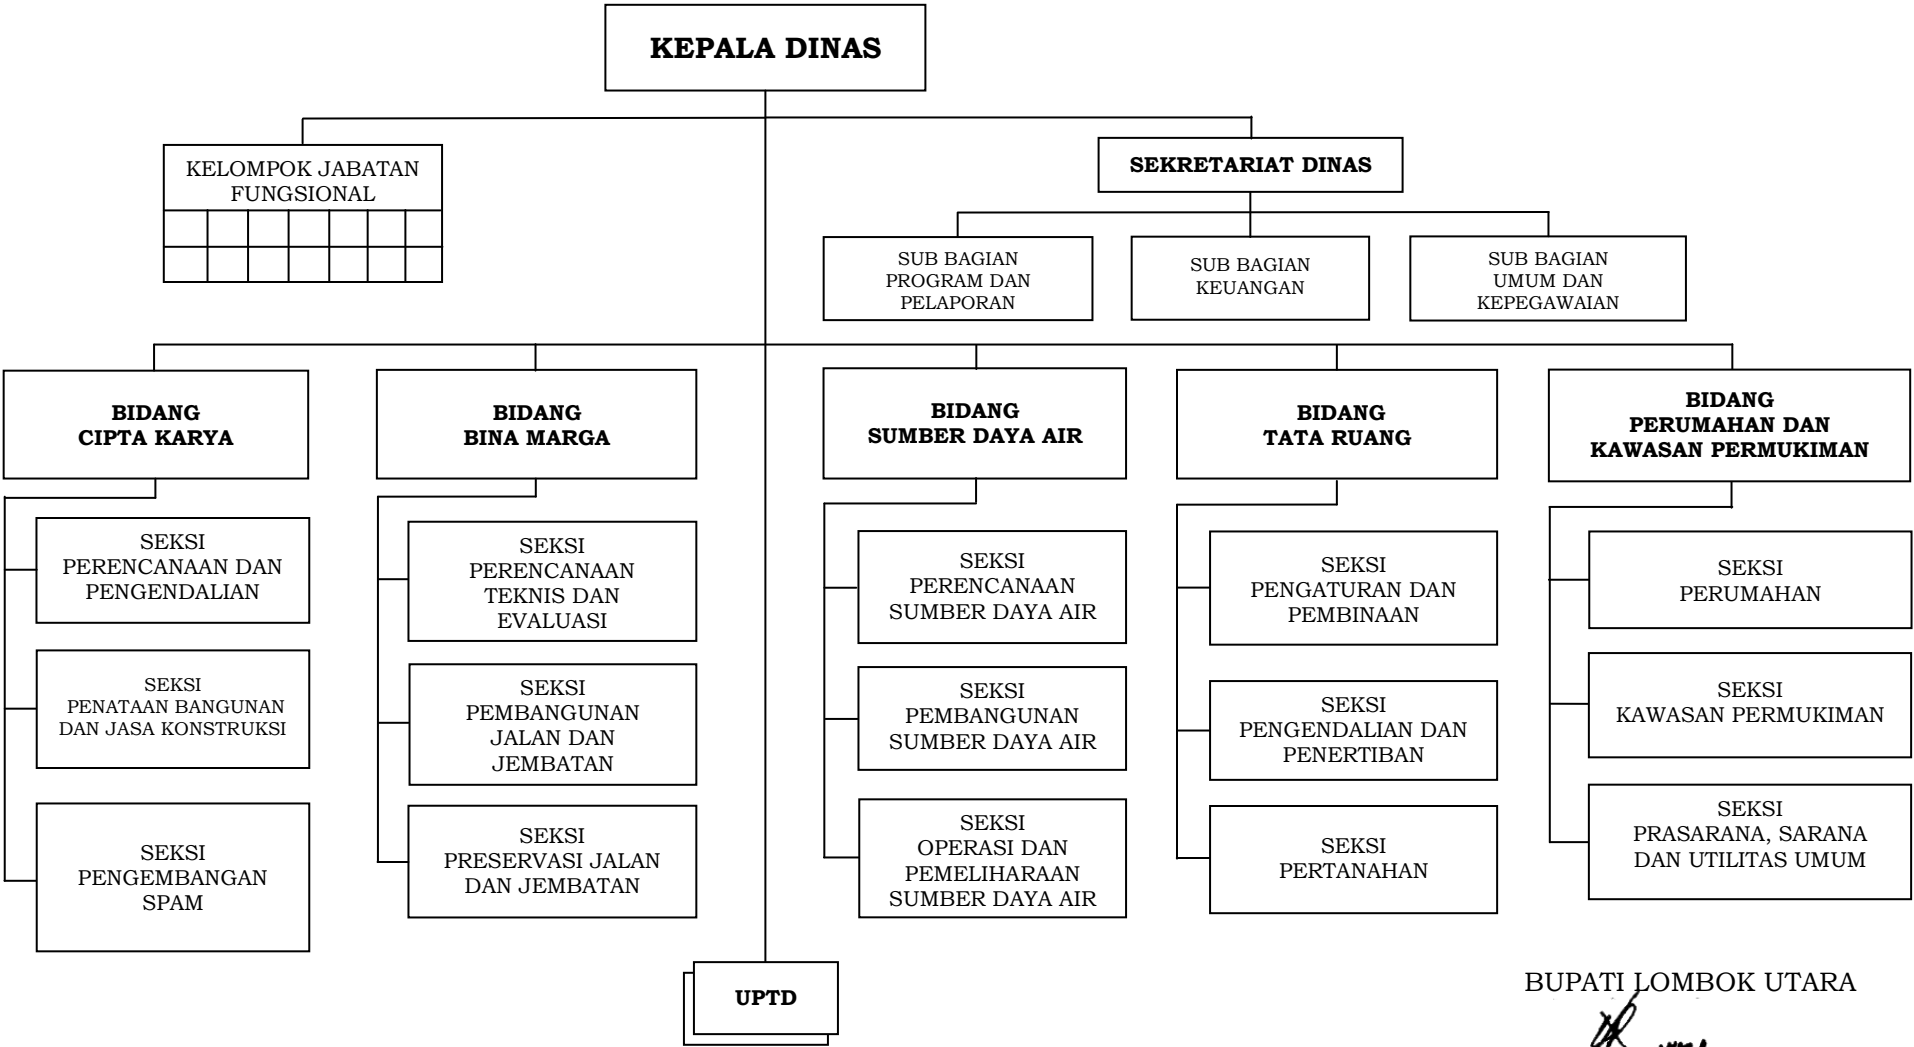 KEPALA DINAS
KELOMPOK JABATAN
FUNGSIONAL
SEKRETARIAT DINAS
SUB BAGIAN
PROGRAM DAN
PELAPORAN
SUB BAGIAN
KEUANGAN
SUB BAGIAN
UMUM DAN
KEPEGAWAIAN
BIDANG
CIPTA KARYA
BIDANG
BINA MARGA
BIDANG
SUMBER DAYA AIR
BIDANG
TATA RUANG
BIDANG
PERUMAHAN DAN
KAWASAN PERMUKIMAN
SEKSI
PERENCANAAN DAN
PENGENDALIAN
SEKSI
PENATAAN BANGUNAN
DAN JASA KONSTRUKSI
SEKSI
PENGEMBANGAN
SPAM
SEKSI
PERENCANAAN
TEKNIS DAN
EVALUASI
SEKSI
PEMBANGUNAN
JALAN DAN
JEMBATAN
SEKSI
PRESERVASI JALAN
DAN JEMBATAN
SEKSI
PERENCANAAN
SUMBER DAYA AIR
SEKSI
PEMBANGUNAN
SUMBER DAYA AIR
SEKSI
OPERASI DAN
PEMELIHARAAN
SUMBER DAYA AIR
SEKSI
PENGATURAN DAN
PEMBINAAN
SEKSI
PENGENDALIAN DAN
PENERTIBAN
SEKSI
PERTANAHAN
SEKSI
PERUMAHAN
SEKSI
KAWASAN PERMUKIMAN
SEKSI
PRASARANA, SARANA
DAN UTILITAS UMUM
UPTD
BUPATI LOMBOK UTARA